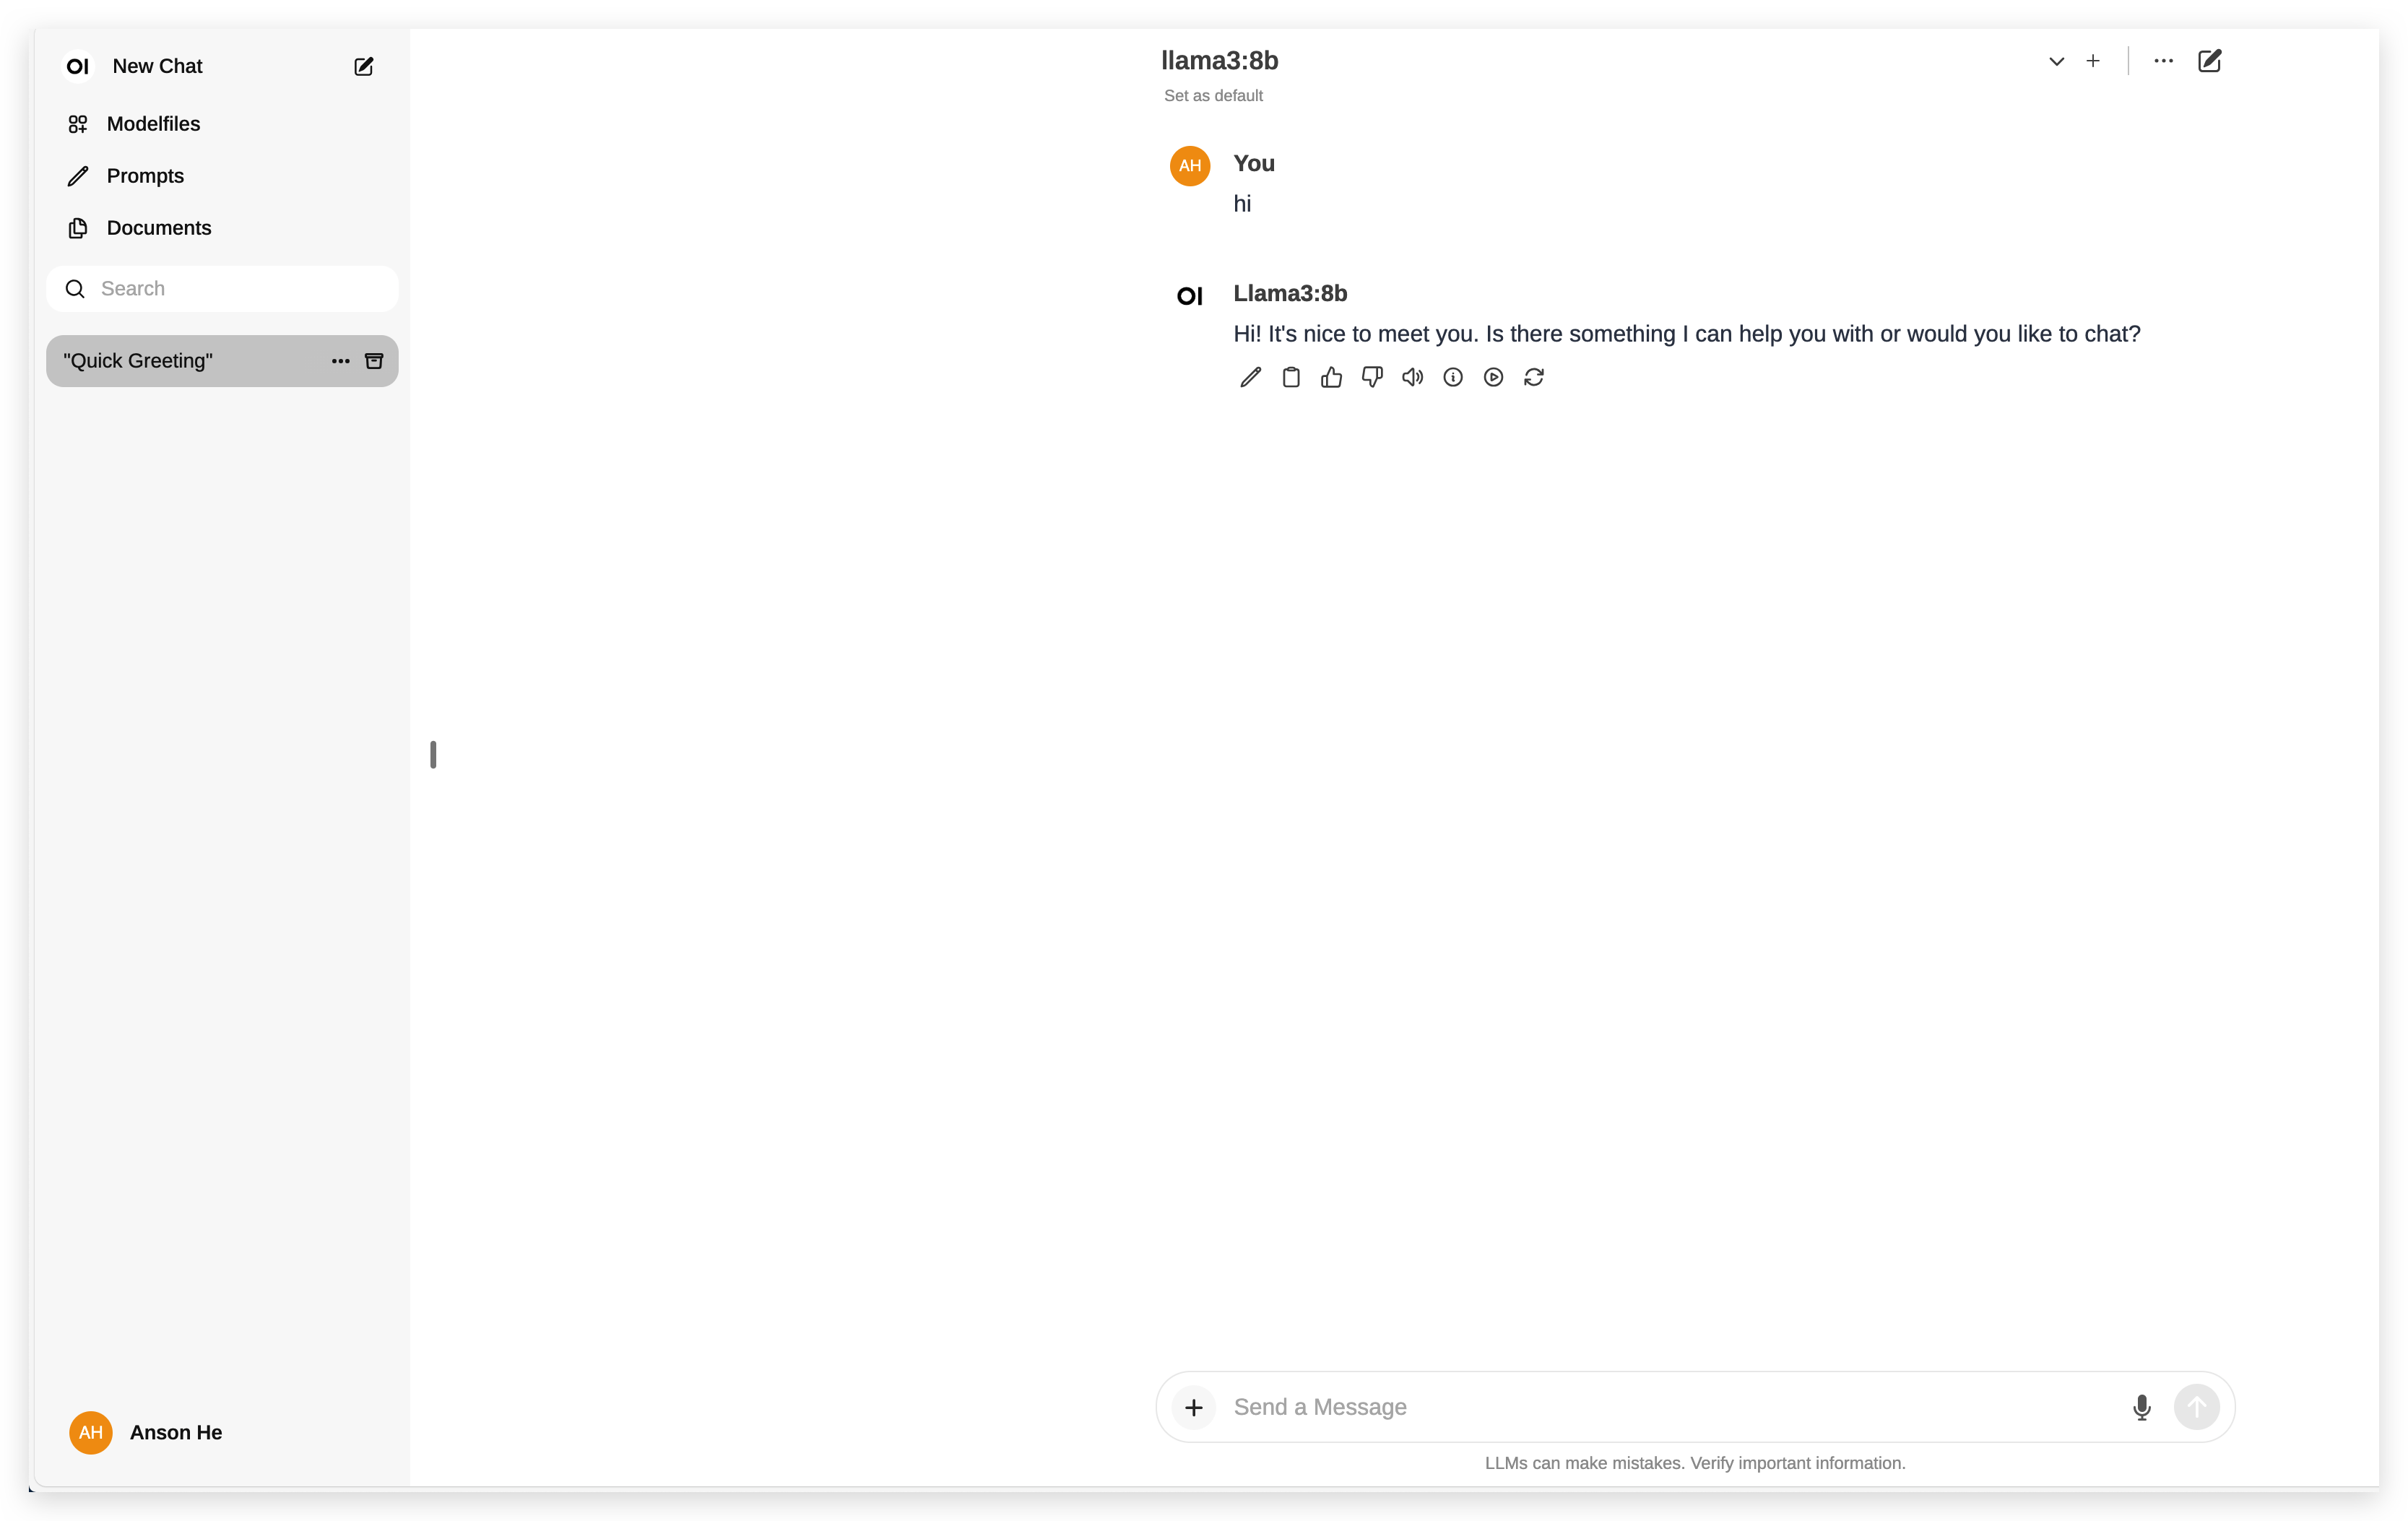 OI New Chat
Modelfiles
Prompts
Documents
Search
"Quick Greeting"
AH Anson He
llama3:8b
Set as default
AH You
hi
OI Llama3:8b
Hi! It's nice to meet you. Is there something I can help you with or would you like to chat?
Send a Message
LLMs can make mistakes. Verify important information.